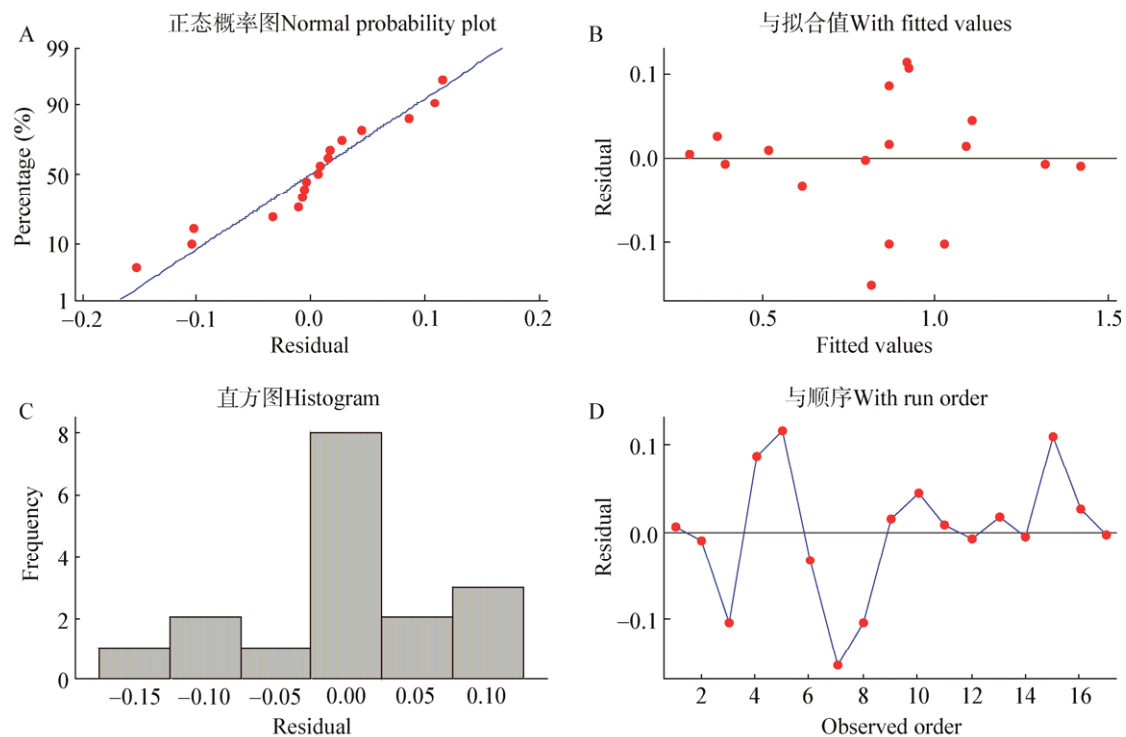 A
正态概率图Normal probability plot
99
90
50
10
1
Percentage (%)
−0.2 −0.1 0.0 0.1 0.2
Residual
B
与拟合值With fitted values
0.1
0.0
−0.1
Residual
0.5 1.0 1.5
Fitted values
C
直方图Histogram
8
6
4
2
0
Frequency
−0.15 −0.10 −0.05 0.00 0.05 0.10
Residual
D
与顺序With run order
0.1
0.0
−0.1
Residual
2 4 6 8 10 12 14 16
Observed order